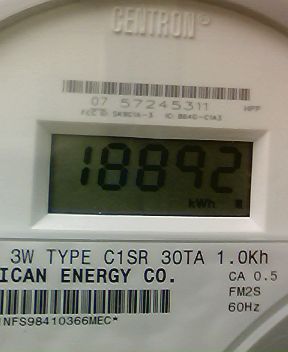 CENTRON®
07 57245311
18892
kWh
3W TYPE C1SR 30TA 1.0Kh
ICAN ENERGY CO.
CA 0.5
FM2S
60Hz
NFS98410366MEC*